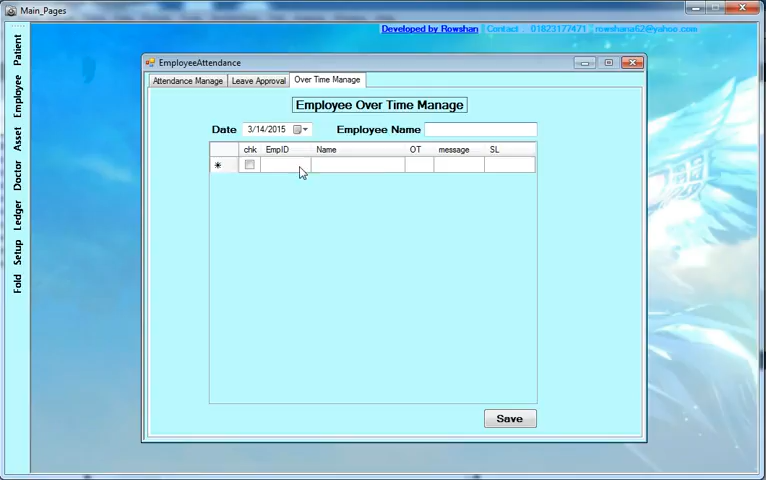 Main_Pages
Developed by Rowshan Contact : 01823177471 rowshana62@yahoo.com
Patient
Employee
Asset
Doctor
Ledger
Setup
Fold
EmployeeAttendance
Attendance Manage Leave Approval Over Time Manage
Employee Over Time Manage
Date 3/14/2015 Employee Name
chk EmpID Name OT message SL
Save